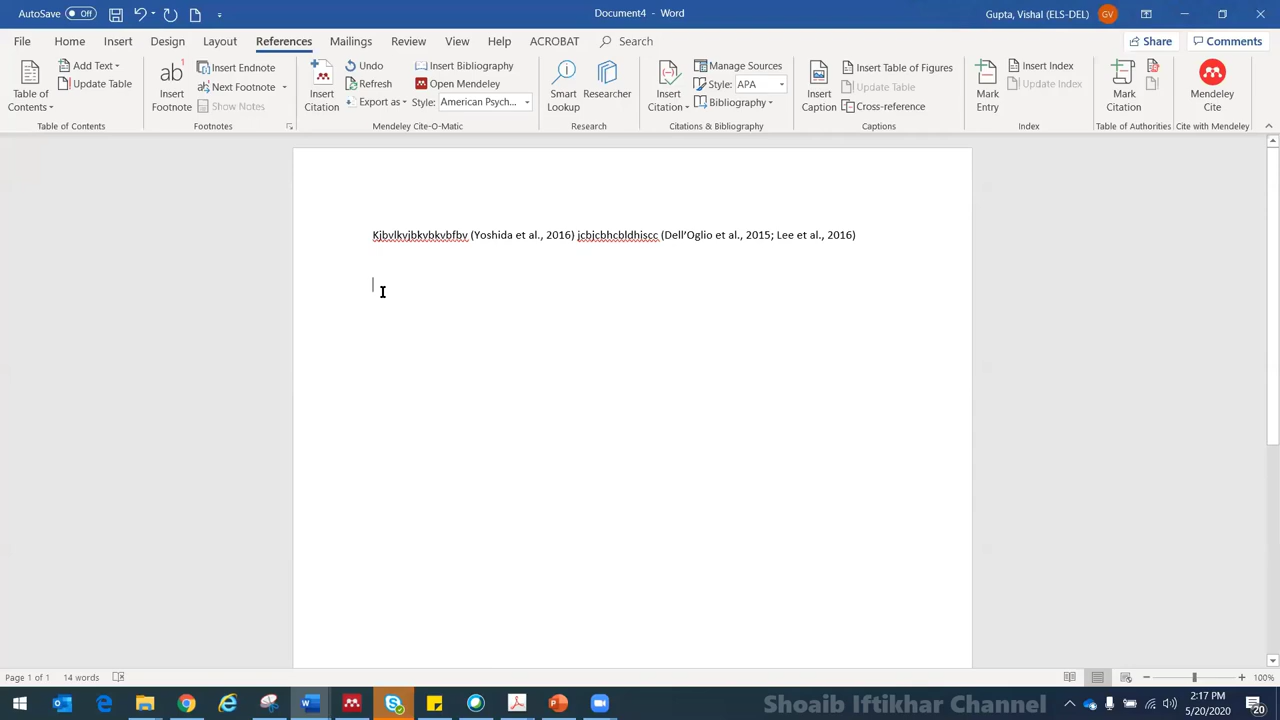 AutoSave Off
Document4 - Word
Gupta, Vishal (ELS-DEL) GV
File Home Insert Design Layout References Mailings Review View Help ACROBAT Search
Share Comments
Table of Contents
Add Text
Update Table
Table of Contents
ab
Insert Footnote
Insert Endnote
Next Footnote
Show Notes
Footnotes
Insert Citation
Undo
Refresh
Export as
Insert Bibliography
Open Mendeley
Style: American Psych...
Mendeley Cite-O-Matic
Smart Lookup
Researcher
Research
Insert Citation
Manage Sources
Style: APA
Bibliography
Citations & Bibliography
Insert Caption
Insert Table of Figures
Update Table
Cross-reference
Captions
Mark Entry
Insert Index
Update Index
Index
Mark Citation
Table of Authorities
Mendeley Cite
Cite with Mendeley
Kjbvlkvjbkvbkvbfbv (Yoshida et al., 2016) jcbjcbhcbldhiscc (Dell'Oglio et al., 2015; Lee et al., 2016)
Page 1 of 1 14 words
100%
Shoaib Iftikhar Channel
2:17 PM
5/20/2020
20